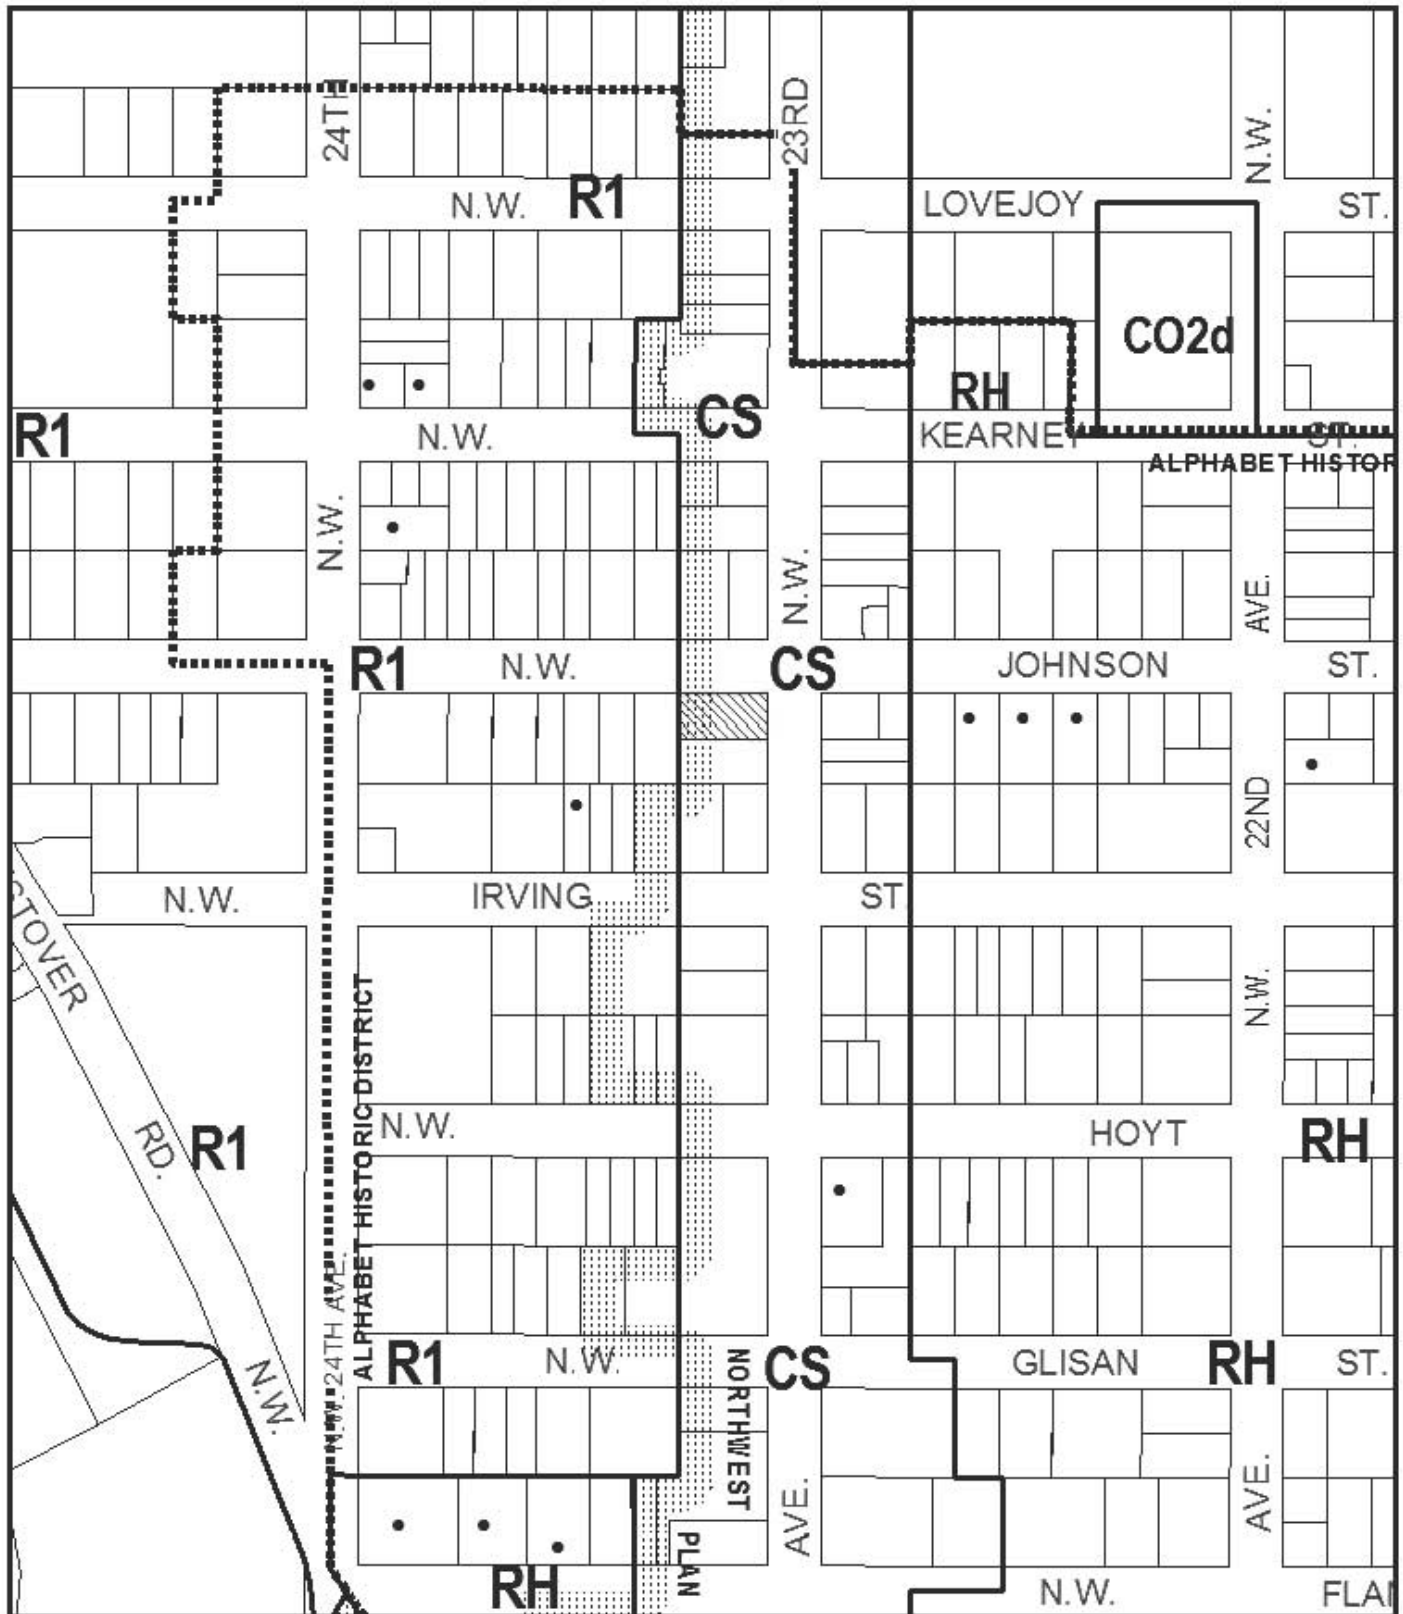 24TH
23RD
N.W.
N.W. R1 LOVEJOY ST.
CO2d
RH
CS
R1 N.W. KEARNEY ST.
ALPHABET HISTOR
N.W.
N.W.
AVE.
R1 N.W. CS JOHNSON ST.
22ND
N.W. IRVING ST.
STOVER
RD.
N.W.
ALPHABET HISTORIC DISTRICT
R1 N.W. HOYT RH
N.W. 24TH AVE.
R1 N.W. CS GLISAN RH ST.
N.W.
NORTHWEST
PLAN
AVE.
AVE.
RH N.W. FLAN